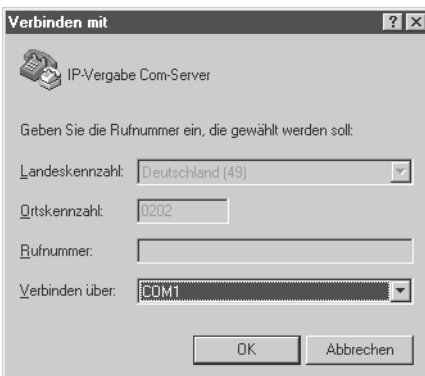 Verbinden mit
IP-Vergabe Com-Server
Geben Sie die Rufnummer ein, die gewählt werden soll:
Landeskennzahl: Deutschland (49)
Ortskennzahl: 0202
Rufnummer:
Verbinden über: COM1
OK Abbrechen